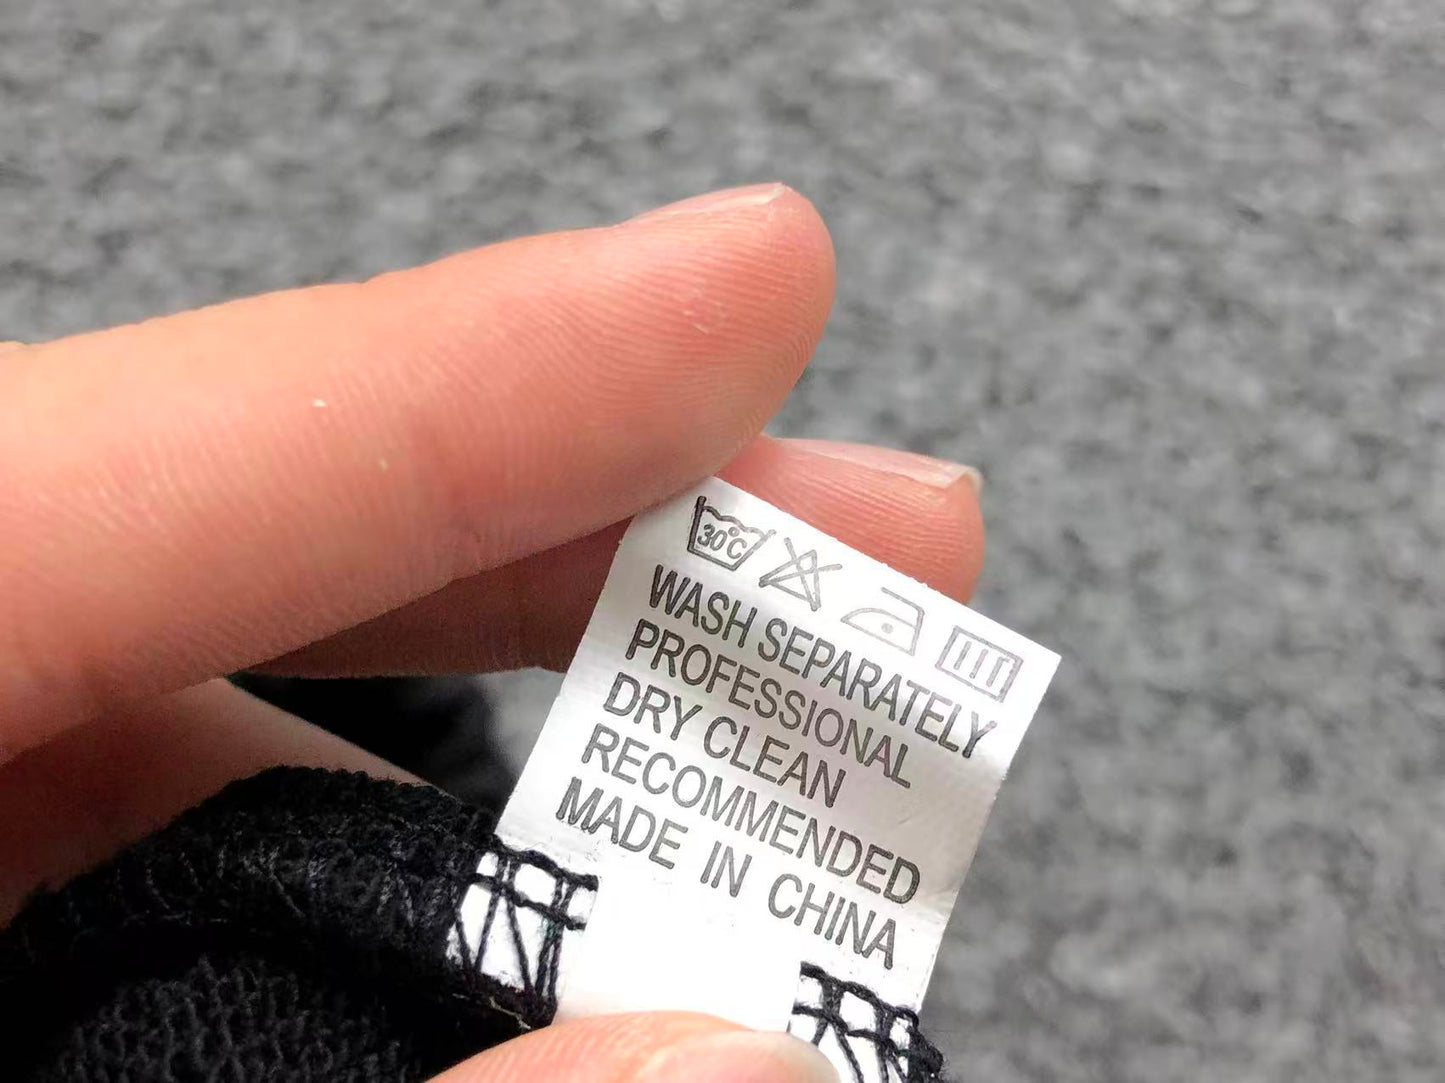 30°C
WASH SEPARATELY
PROFESSIONAL
DRY CLEAN
RECOMMENDED
MADE IN CHINA